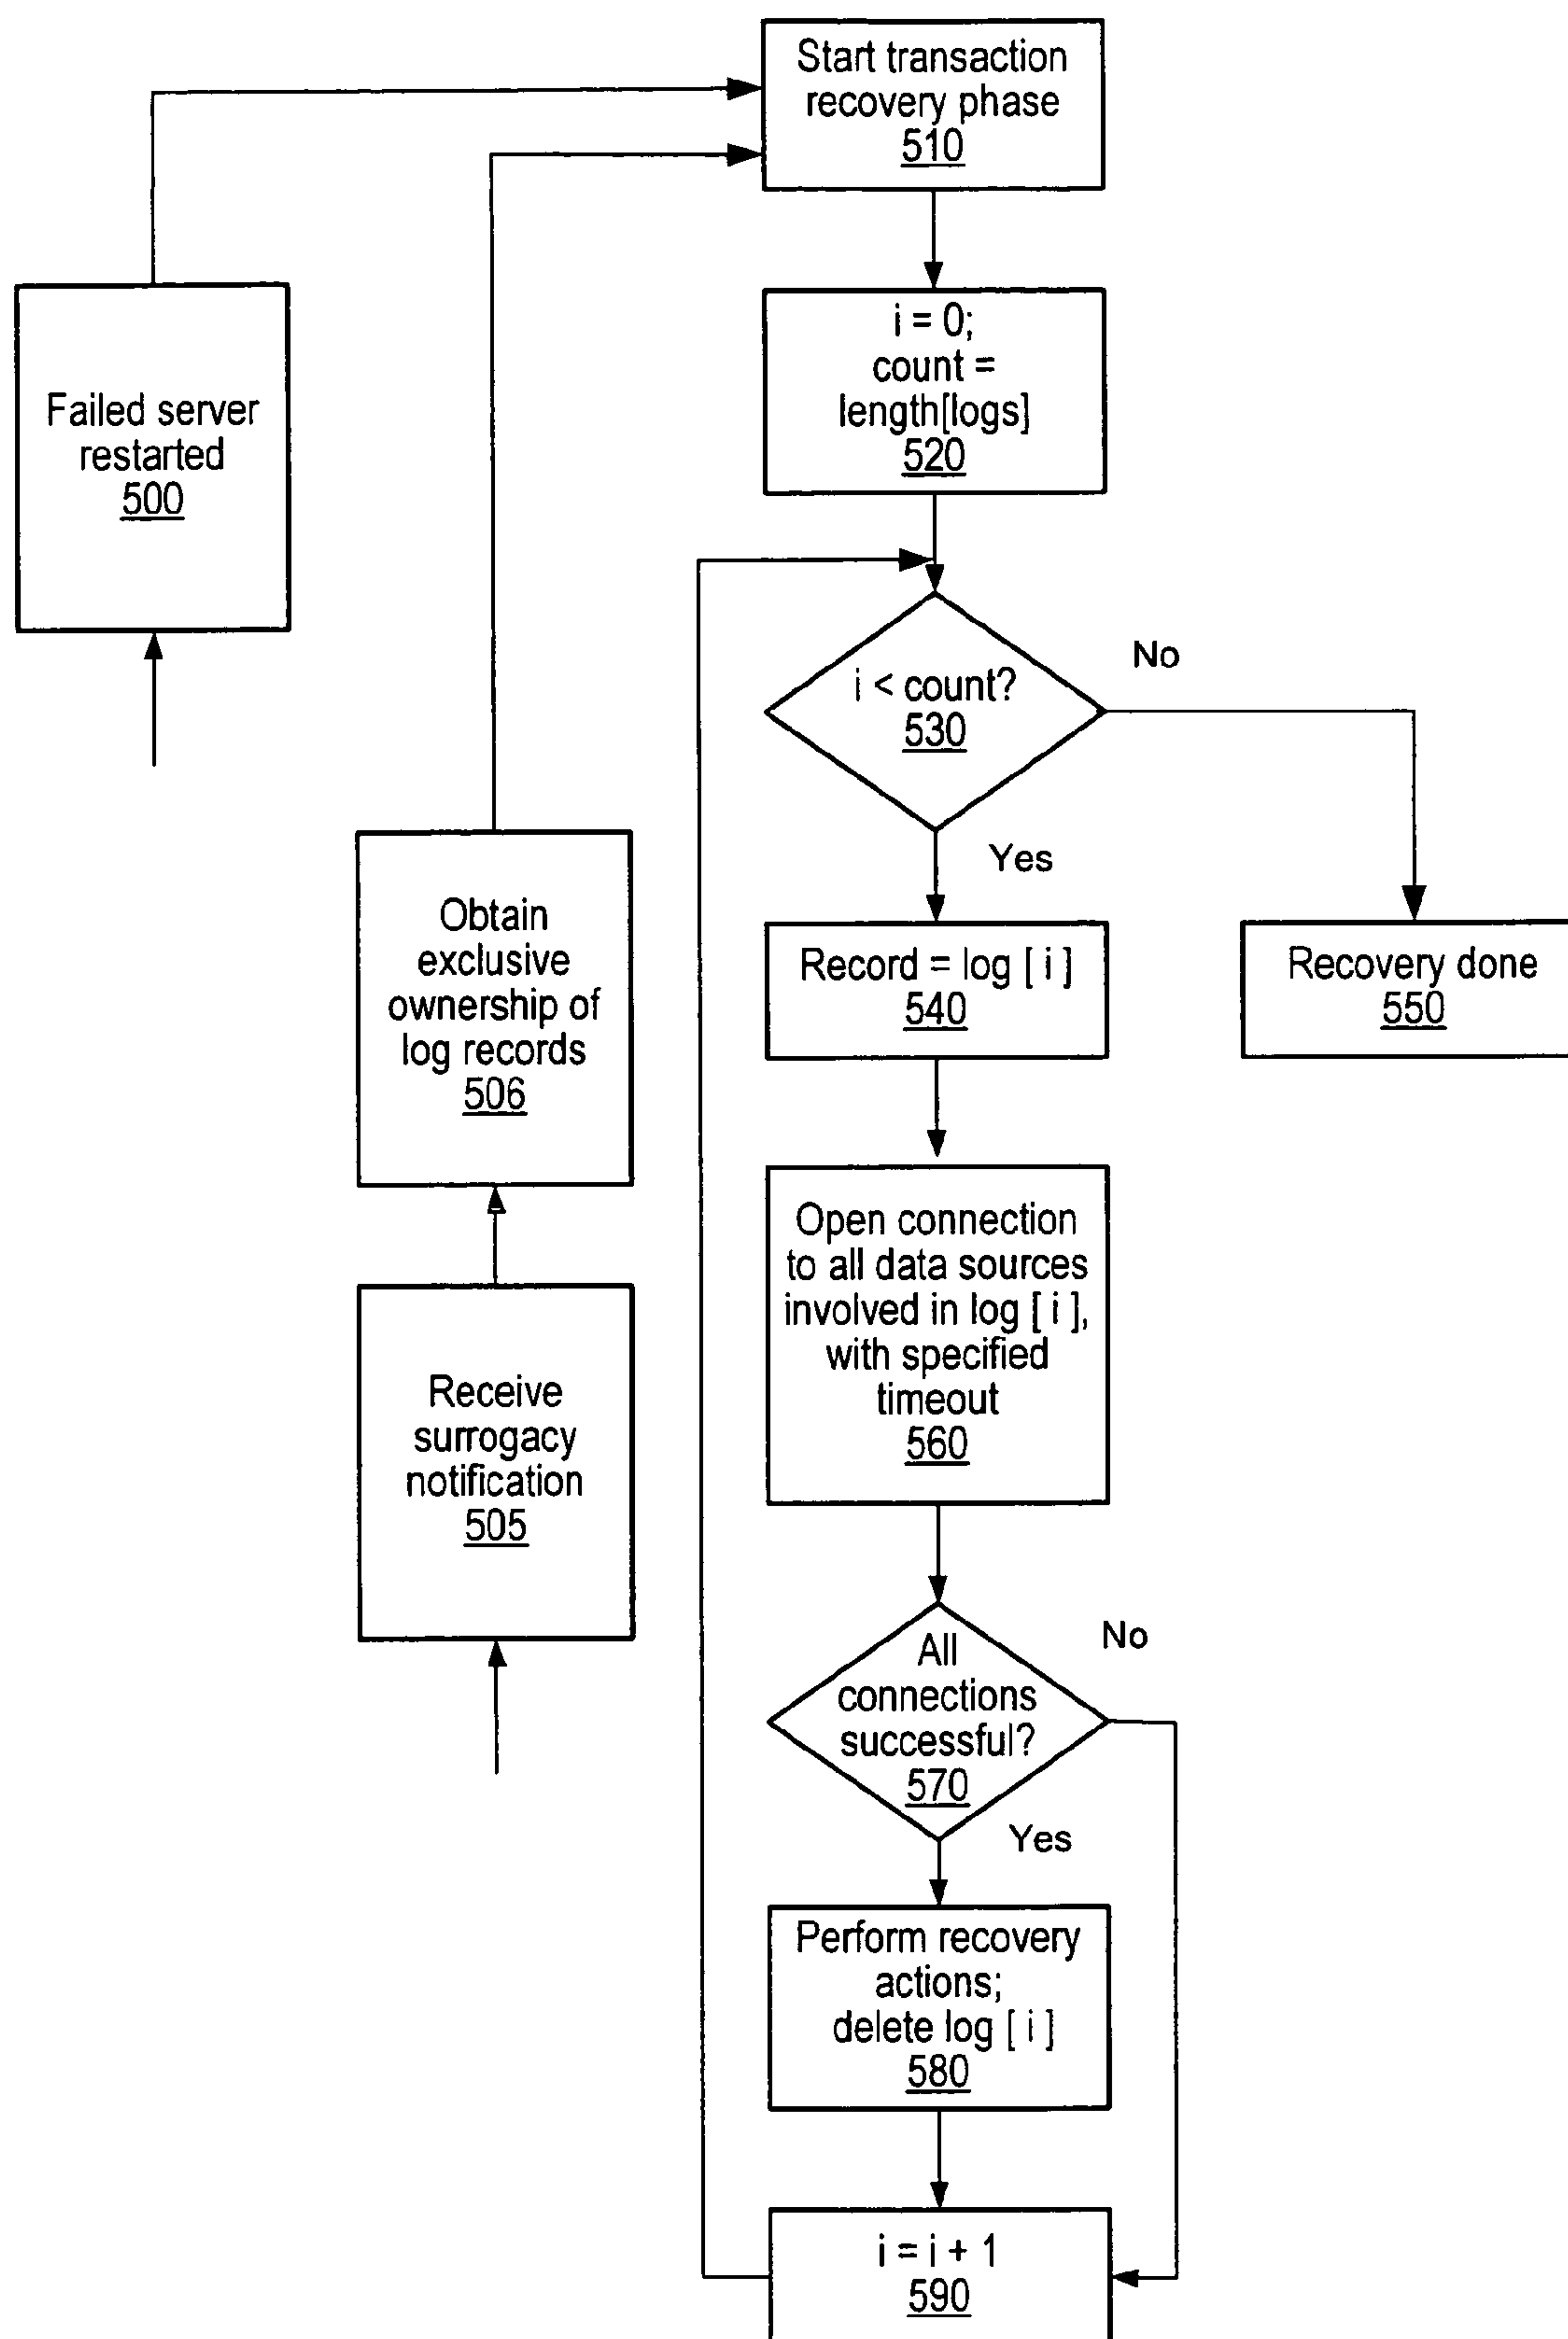 Start transaction
recovery phase
510
i = 0;
count =
length[logs]
520
Failed server
restarted
500
i < count?
530
No
Yes
Obtain
exclusive
ownership of
log records
506
Record = log [ i ]
540
Recovery done
550
Open connection
to all data sources
involved in log [ i ],
with specified
timeout
560
Receive
surrogacy
notification
505
All
connections
successful?
570
No
Yes
Perform recovery
actions;
delete log [ i ]
580
i = i + 1
590